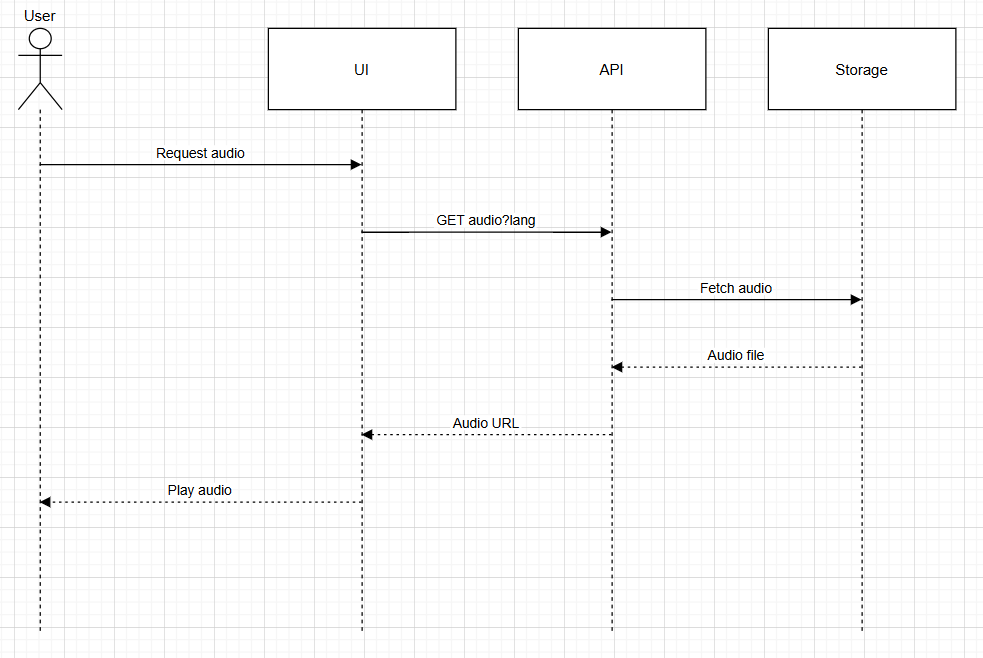 User
UI
API
Storage
Request audio
GET audio?lang
Fetch audio
Audio file
Audio URL
Play audio